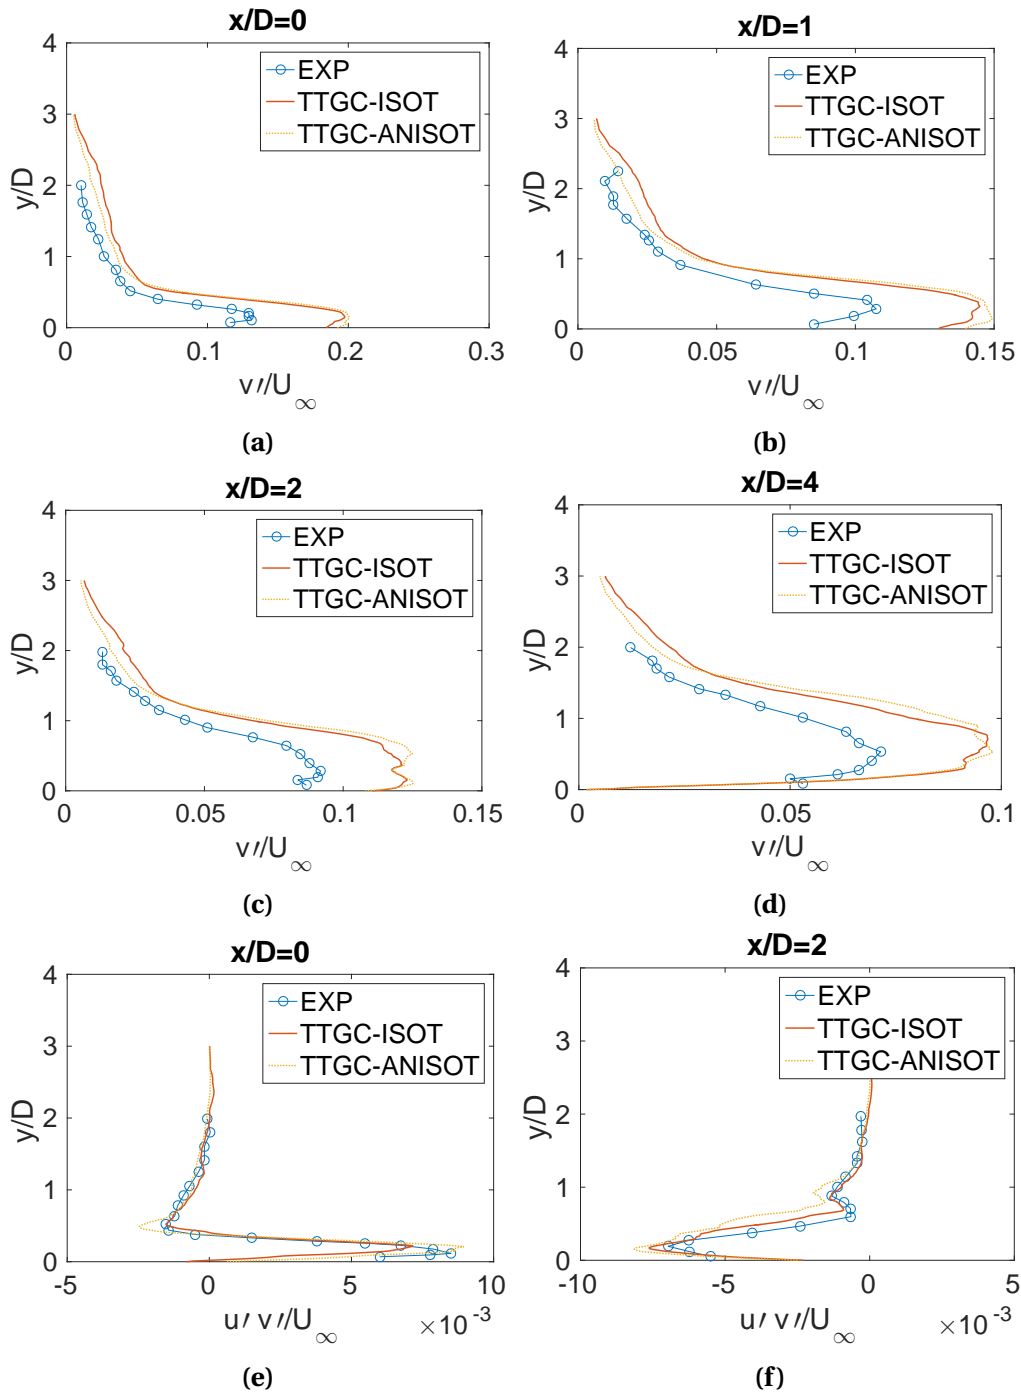 x/D=0
4
3
2
1
0
y/D
EXP
TTGC-ISOT
TTGC-ANISOT
0 0.1 0.2 0.3
v′/U∞
(a)
x/D=1
4
3
2
1
0
y/D
EXP
TTGC-ISOT
TTGC-ANISOT
0 0.05 0.1 0.15
v′/U∞
(b)
x/D=2
4
3
2
1
0
y/D
EXP
TTGC-ISOT
TTGC-ANISOT
0 0.05 0.1 0.15
v′/U∞
(c)
x/D=4
4
3
2
1
0
y/D
EXP
TTGC-ISOT
TTGC-ANISOT
0 0.05 0.1
v′/U∞
(d)
x/D=0
4
3
2
1
0
y/D
EXP
TTGC-ISOT
TTGC-ANISOT
-5 0 5 10
u′ v′/U∞ ×10⁻³
(e)
x/D=2
4
3
2
1
0
y/D
EXP
TTGC-ISOT
TTGC-ANISOT
-10 -5 0 5
u′ v′/U∞ ×10⁻³
(f)